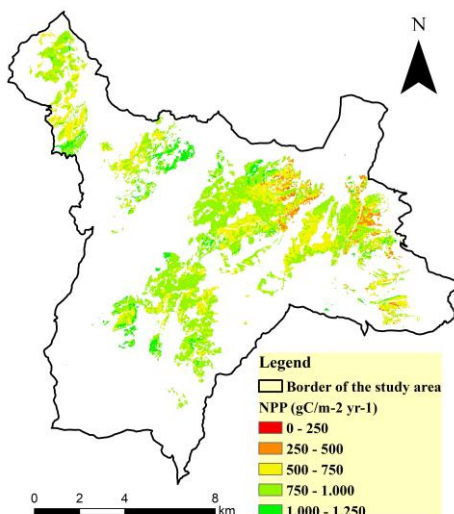 N
Legend
Border of the study area
NPP (gC/m-2 yr-1)
0 - 250
250 - 500
500 - 750
750 - 1.000
1.000 - 1.250
0 2 4 8
km